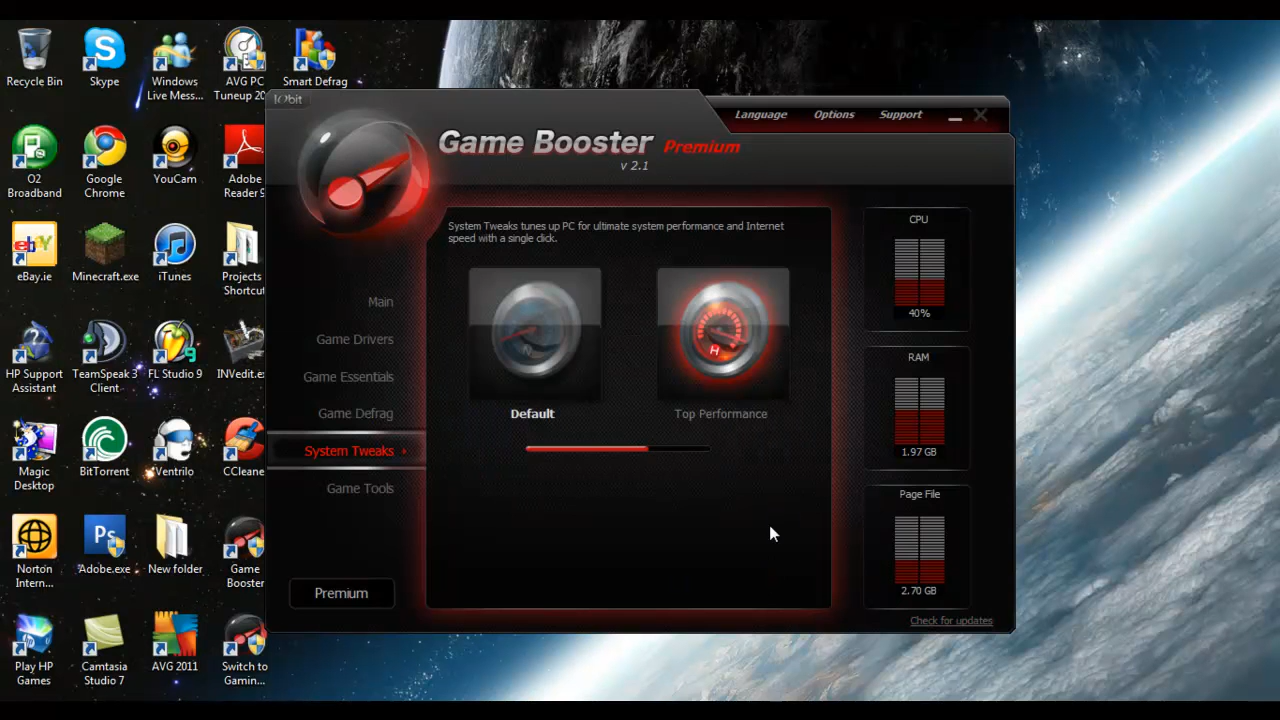 Recycle Bin
Skype
Windows
Live Mess...
AVG PC
Tuneup 20
Smart Defrag
O2
Broadband
Google
Chrome
YouCam
Adobe
Reader 9
eBay.ie
Minecraft.exe
iTunes
Projects
Shortcu
HP Support
Assistant
TeamSpeak 3
Client
FL Studio 9
INVedit.ex
Magic
Desktop
BitTorrent
Ventrilo
CCleane
Norton
Intern...
Adobe.exe
New folder
Game
Booster
Play HP
Games
Camtasia
Studio 7
AVG 2011
Switch to
Gamin...
IObit
Language
Options
Support
Game Booster Premium
v 2.1
Main
Game Drivers
Game Essentials
Game Defrag
System Tweaks
Game Tools
Premium
System Tweaks tunes up PC for ultimate system performance and Internet
speed with a single click.
N
H
Default
Top Performance
CPU
40%
RAM
1.97 GB
Page File
2.70 GB
Check for updates